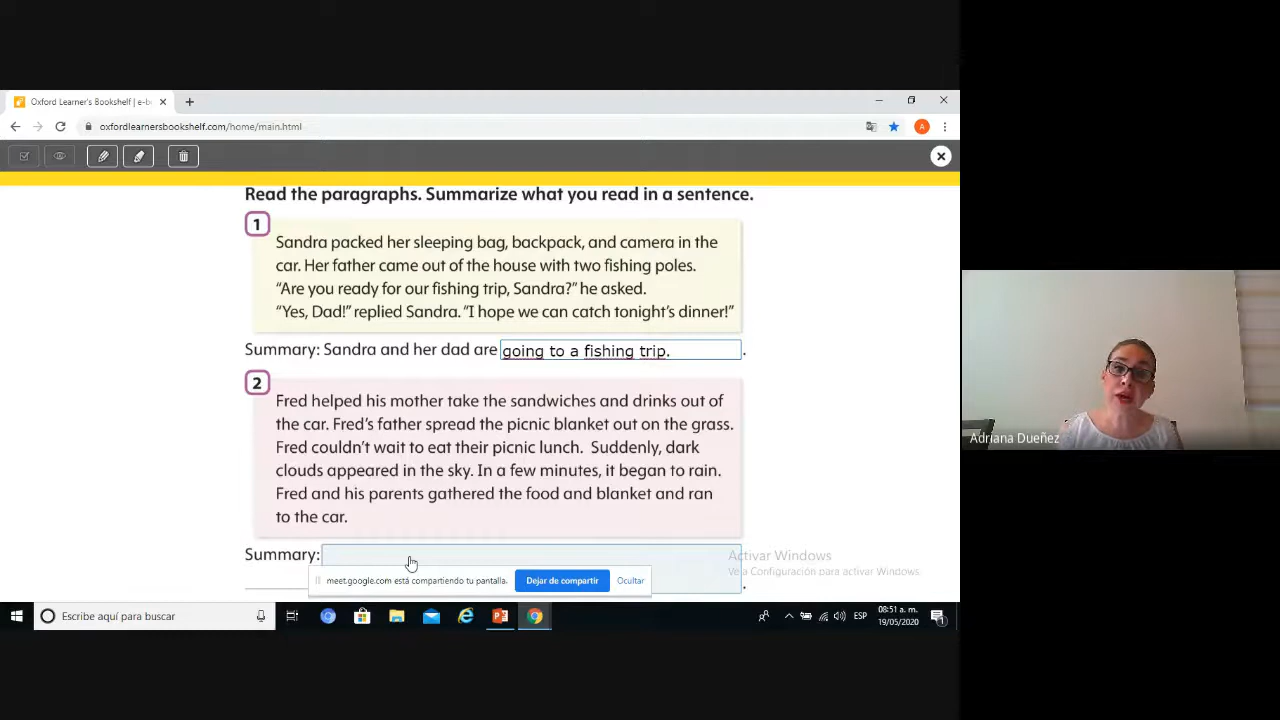 Oxford Learner's Bookshelf | e-b
oxfordlearnersbookshelf.com/home/main.html
A
Read the paragraphs. Summarize what you read in a sentence.
1
Sandra packed her sleeping bag, backpack, and camera in the
car. Her father came out of the house with two fishing poles.
“Are you ready for our fishing trip, Sandra?” he asked.
“Yes, Dad!” replied Sandra. “I hope we can catch tonight’s dinner!”
Summary: Sandra and her dad are going to a fishing trip. .
2
Fred helped his mother take the sandwiches and drinks out of
the car. Fred’s father spread the picnic blanket out on the grass.
Fred couldn’t wait to eat their picnic lunch. Suddenly, dark
clouds appeared in the sky. In a few minutes, it began to rain.
Fred and his parents gathered the food and blanket and ran
to the car.
Summary:
.
Activar Windows
Ve a Configuración para activar Windows.
meet.google.com está compartiendo tu pantalla.
Dejar de compartir
Ocultar
Escribe aquí para buscar
ESP
08:51 a. m.
19/05/2020
1
Adriana Dueñez